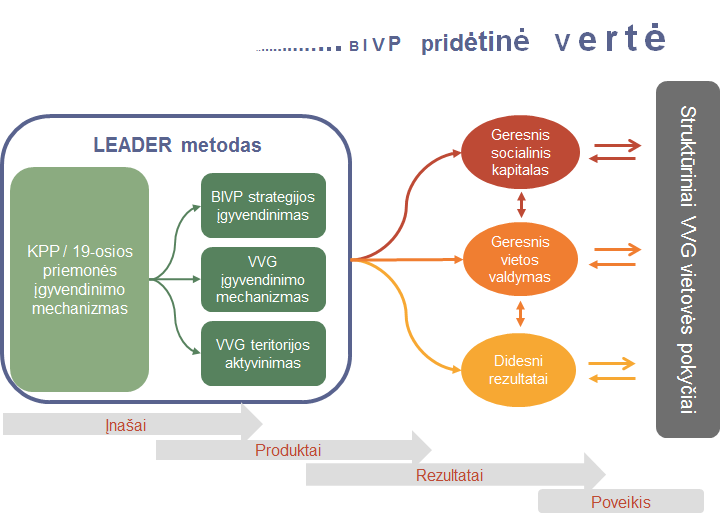 BIVP pridėtinė vertė
LEADER metodas
KPP / 19-osios
priemonės
įgyvendinimo
mechanizmas
BIVP strategijos
įgyvendinimas
VVG
įgyvendinimo
mechanizmas
VVG teritorijos
aktyvinimas
Geresnis
socialinis
kapitalas
Geresnis
vietos
valdymas
Didesni
rezultatai
Struktūriniai VVG vietovės pokyčiai
Įnašai
Produktai
Rezultatai
Poveikis